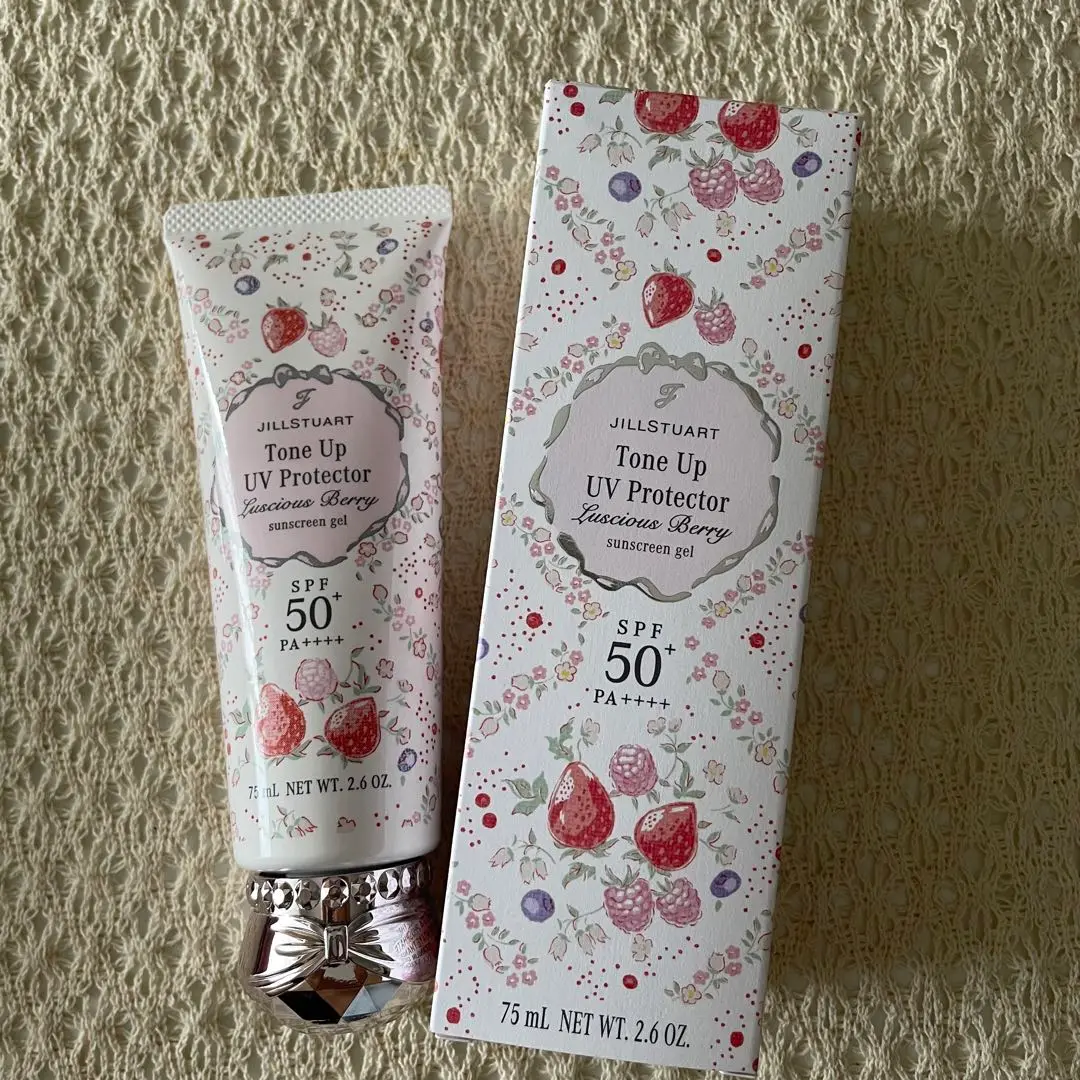 JILLSTUART
Tone Up
UV Protector
Luscious Berry
sunscreen gel
SPF
50+
PA++++
75 mL NET WT. 2.6 OZ.
JILLSTUART
Tone Up
UV Protector
Luscious Berry
sunscreen gel
SPF
50+
PA++++
75 mL NET WT. 2.6 OZ.